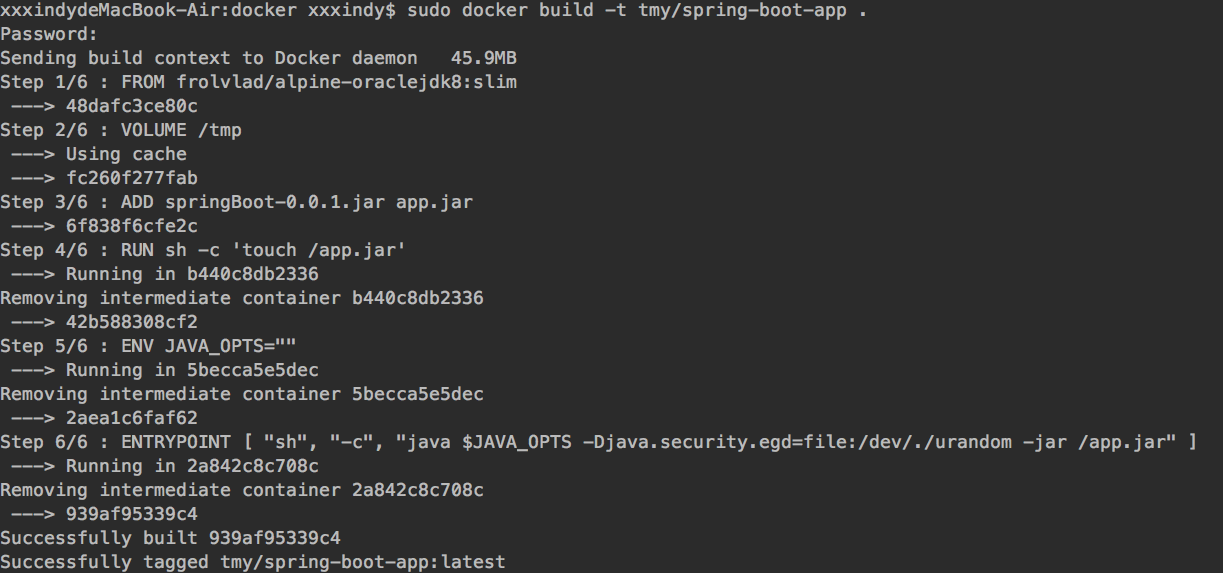 xxxindydeMacBook-Air:docker xxxindy$ sudo docker build -t tmy/spring-boot-app .
Password:
Sending build context to Docker daemon   45.9MB
Step 1/6 : FROM frolvlad/alpine-oraclejdk8:slim
 ---> 48dafc3ce80c
Step 2/6 : VOLUME /tmp
 ---> Using cache
 ---> fc260f277fab
Step 3/6 : ADD springBoot-0.0.1.jar app.jar
 ---> 6f838f6cfe2c
Step 4/6 : RUN sh -c 'touch /app.jar'
 ---> Running in b440c8db2336
Removing intermediate container b440c8db2336
 ---> 42b588308cf2
Step 5/6 : ENV JAVA_OPTS=""
 ---> Running in 5becca5e5dec
Removing intermediate container 5becca5e5dec
 ---> 2aea1c6faf62
Step 6/6 : ENTRYPOINT [ "sh", "-c", "java $JAVA_OPTS -Djava.security.egd=file:/dev/./urandom -jar /app.jar" ]
 ---> Running in 2a842c8c708c
Removing intermediate container 2a842c8c708c
 ---> 939af95339c4
Successfully built 939af95339c4
Successfully tagged tmy/spring-boot-app:latest